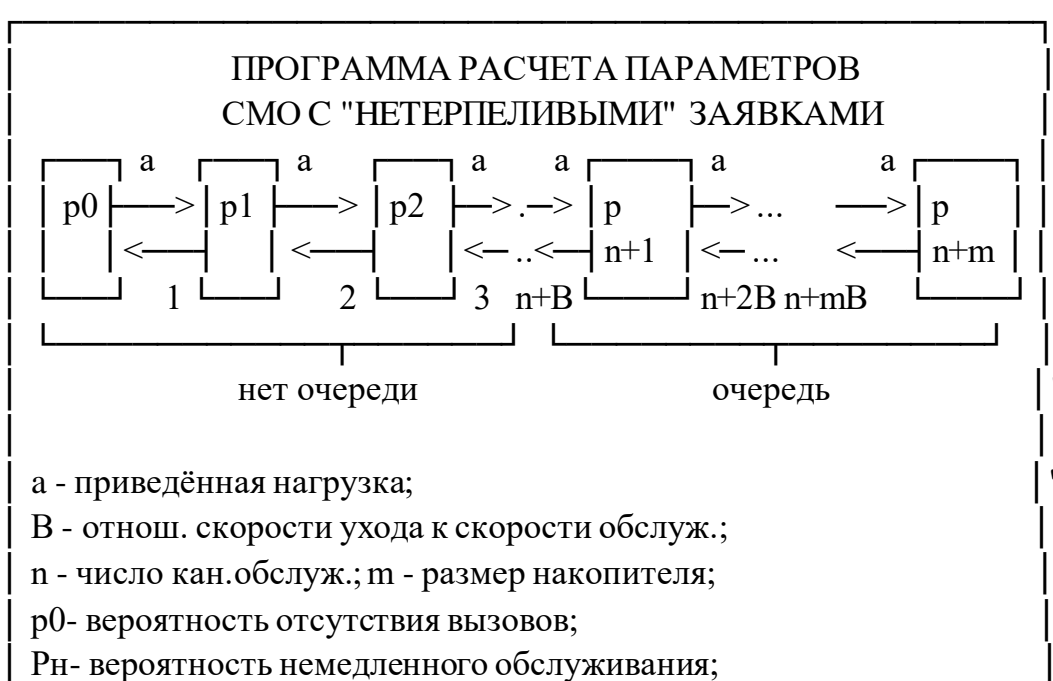 ПРОГРАММА РАСЧЕТА ПАРАМЕТРОВ
СМО С "НЕТЕРПЕЛИВЫМИ" ЗАЯВКАМИ
a a a a a a
p0 ──> p1 ──> p2 ──> .─> p ──> ... ──> p
<── <── <─ ..<── n+1 <─ ... <── n+m
1 2 3 n+B n+2B n+mB
нет очереди очередь
а - приведённая нагрузка;
В - отнош. скорости ухода к скорости обслуж.;
n - число кан.обслуж.; m - размер накопителя;
p0- вероятность отсутствия вызовов;
Рн- вероятность немедленного обслуживания;